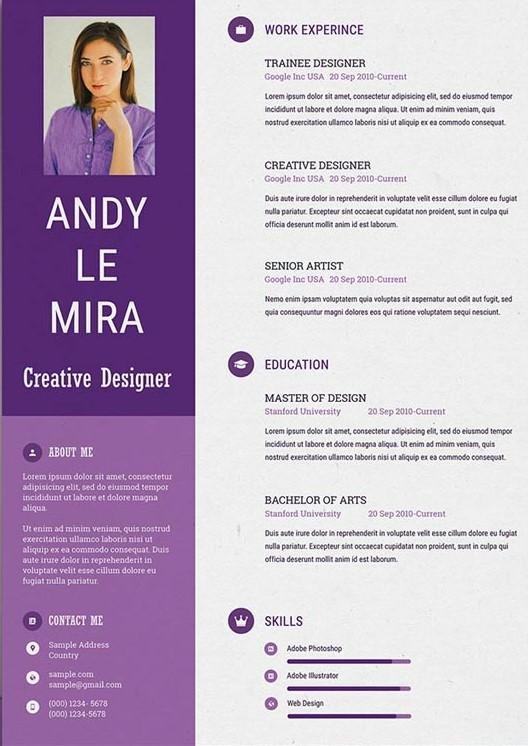 ANDY
LE
MIRA
Creative Designer
ABOUT ME
Lorem ipsum dolor sit amet, consectetur
adipisicing elit, sed do eiusmod tempor
incididunt ut labore et dolore magna
aliqua.
Ut enim ad minim veniam, quis nostrud
exercitation ullamco laboris nisi ut
aliquip ex ea commodo consequat. Duis
aute irure dolor in reprehenderit in
voluptate velit esse cillum dolore eu
fugiat nulla pariatur.
CONTACT ME
Sample Address
Country
sample.com
sample@gmail.com
(000) 1234- 5678
(000) 1234-5678
WORK EXPERINCE
TRAINEE DESIGNER
Google Inc USA 20 Sep 2010-Current
Lorem ipsum dolor sit amet, consectetur adipisicing elit, sed do eiusmod tempor
incididunt ut labore et dolore magna aliqua. Ut enim ad minim veniam, quis
nostrud exercitation ullamco laboris nisi ut aliquip ex ea commodo consequat.
CREATIVE DESIGNER
Google Inc USA 20 Sep 2010-Current
Duis aute irure dolor in reprehenderit in voluptate velit esse cillum dolore eu fugiat
nulla pariatur. Excepteur sint occaecat cupidatat non proident, sunt in culpa qui
officia deserunt mollit anim id est laborum.
SENIOR ARTIST
Google Inc USA 20 Sep 2010-Current
Nemo enim ipsam voluptatem quia voluptas sit aspernatur aut odit aut fugit, sed
quia consequuntur magni dolores eos qui ratione voluptatem sequi nesciunt.
EDUCATION
MASTER OF DESIGN
Stanford University 20 Sep 2010-Current
Lorem ipsum dolor sit amet, consectetur adipisicing elit, sed do eiusmod tempor
incididunt ut labore et dolore magna aliqua. Ut enim ad minim veniam, quis
nostrud exercitation ullamco laboris nisi ut aliquip ex ea commodo consequat.
BACHELOR OF ARTS
Stanford University 20 Sep 2010-Current
Duis aute irure dolor in reprehenderit in voluptate velit esse cillum dolore eu fugiat
nulla pariatur. Excepteur sint occaecat cupidatat non proident, sunt in culpa qui
officia deserunt mollit anim id est laborum.
SKILLS
Adobe Photoshop
Adobe Illustrator
Web Design